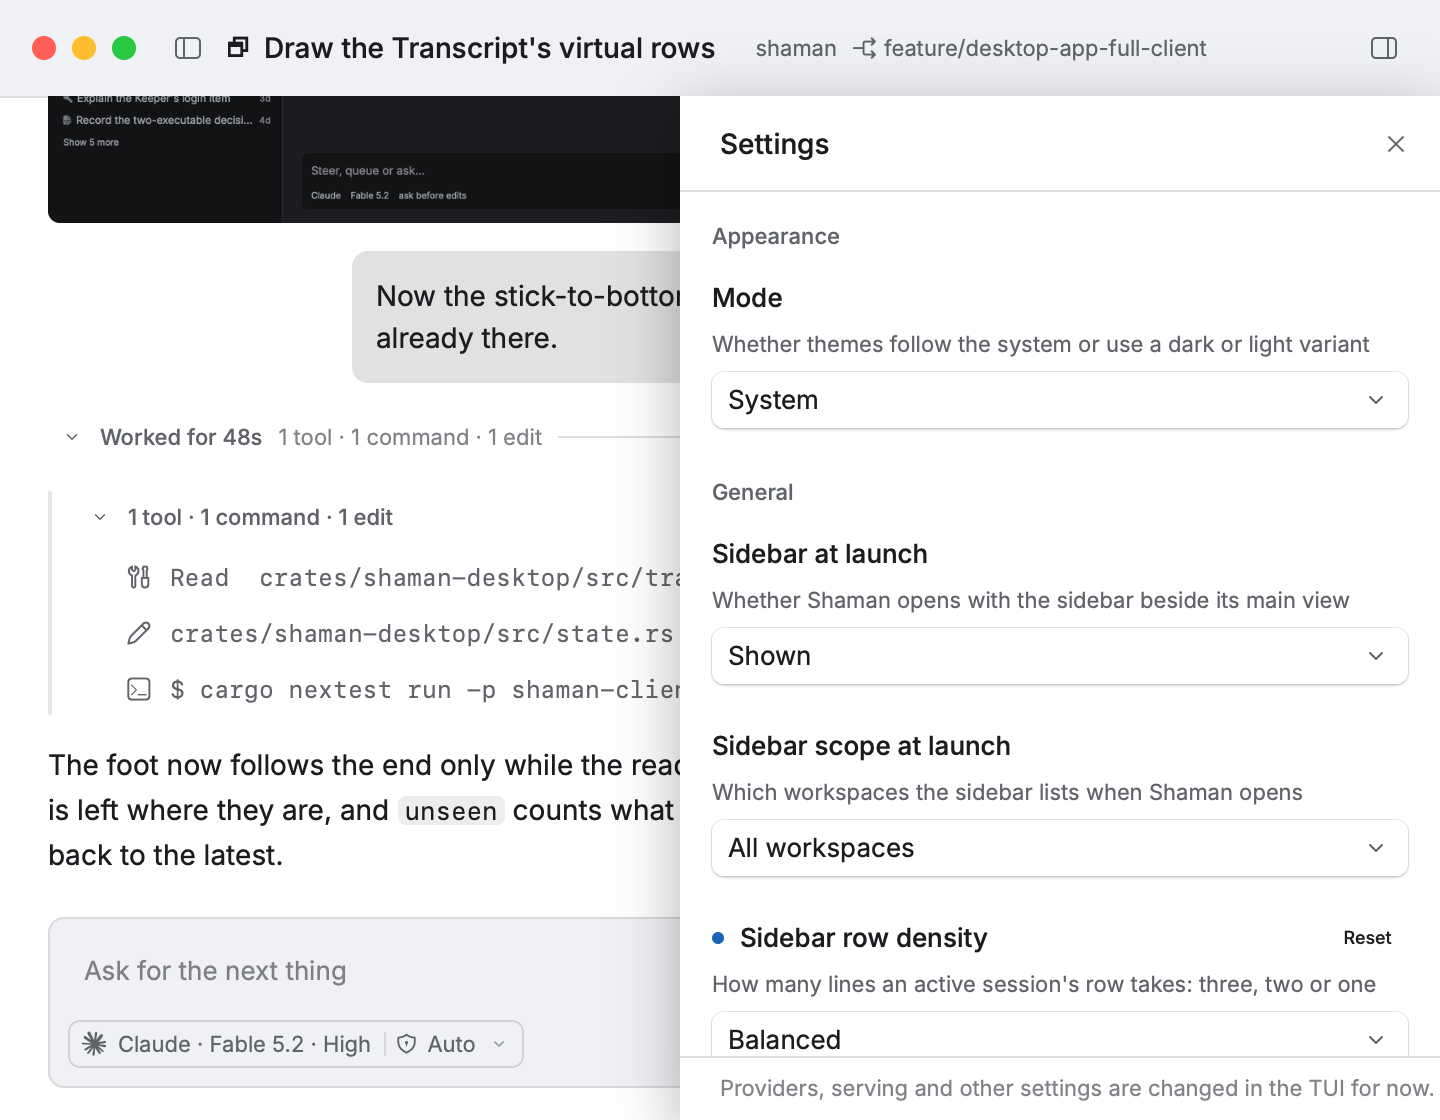 Draw the Transcript's virtual rows shaman feature/desktop-app-full-client
Explain the Keeper's login item 3d
Record the two-executable decisi... 4d
Show 5 more
Steer, queue or ask...
Claude Fable 5.2 ask before edits
Now the stick-to-bottom
already there.
Worked for 48s 1 tool · 1 command · 1 edit
1 tool · 1 command · 1 edit
Read crates/shaman-desktop/src/tra
crates/shaman-desktop/src/state.rs
$ cargo nextest run -p shaman-clien
The foot now follows the end only while the read
is left where they are, and unseen counts what
back to the latest.
Ask for the next thing
Claude · Fable 5.2 · High Auto
Settings
Appearance
Mode
Whether themes follow the system or use a dark or light variant
System
General
Sidebar at launch
Whether Shaman opens with the sidebar beside its main view
Shown
Sidebar scope at launch
Which workspaces the sidebar lists when Shaman opens
All workspaces
Sidebar row density Reset
How many lines an active session's row takes: three, two or one
Balanced
Providers, serving and other settings are changed in the TUI for now.